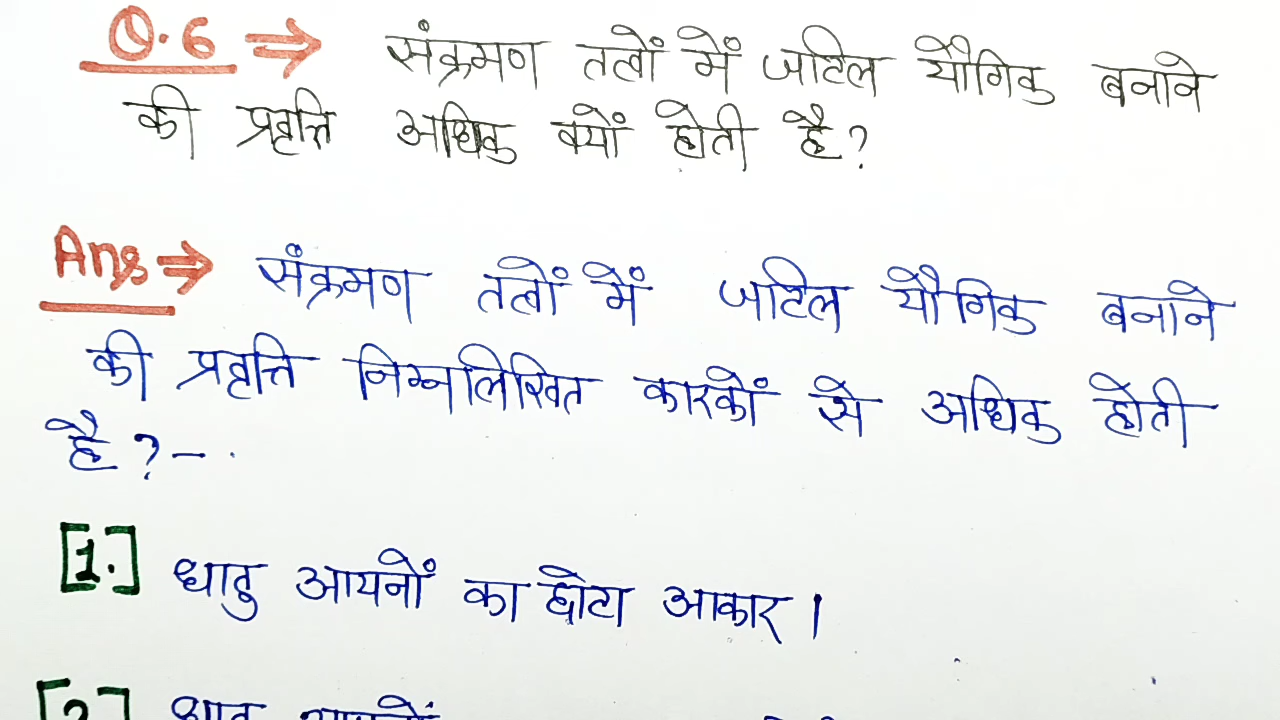 Q.6 ⇒ संक्रमण तत्वों में जटिल यौगिक बनाने
की प्रवृत्ति अधिक क्यों होती है?
Ans ⇒ संक्रमण तत्वों में जटिल यौगिक बनाने
की प्रवृत्ति निम्नलिखित कारकों से अधिक होती
है?-
[1.] धातु आयनों का छोटा आकार।
[2.] धातु